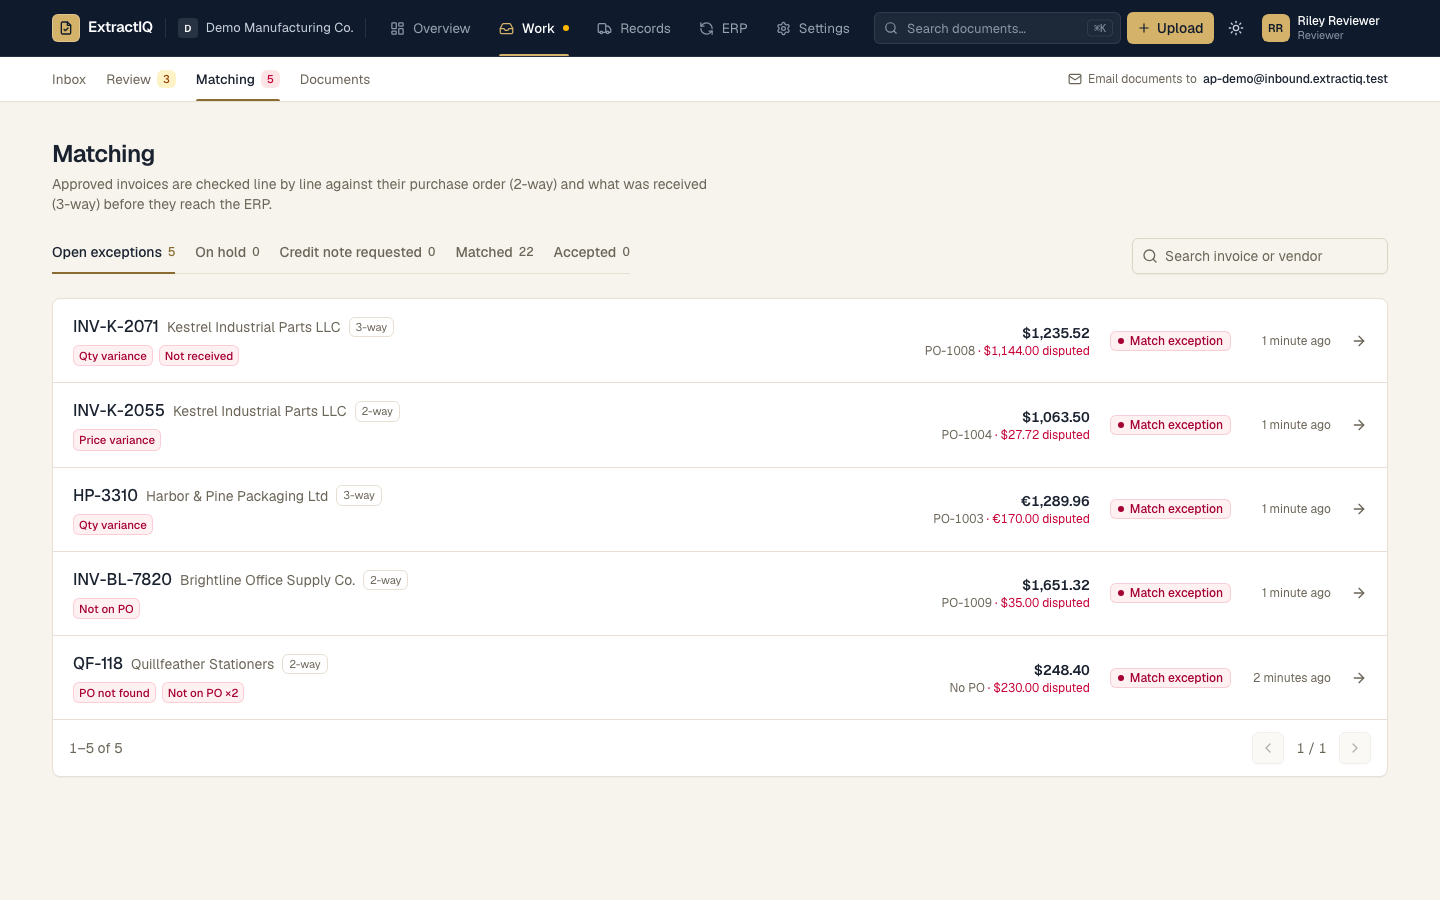 ExtractIQ
D Demo Manufacturing Co.
Overview
Work
Records
ERP
Settings
Search documents... ⌘K
+ Upload
RR
Riley Reviewer
Reviewer
Inbox
Review 3
Matching 5
Documents
Email documents to ap-demo@inbound.extractiq.test
Matching
Approved invoices are checked line by line against their purchase order (2-way) and what was received
(3-way) before they reach the ERP.
Open exceptions 5
On hold 0
Credit note requested 0
Matched 22
Accepted 0
Search invoice or vendor
INV-K-2071 Kestrel Industrial Parts LLC 3-way
Qty variance Not received
$1,235.52
PO-1008 · $1,144.00 disputed
Match exception
1 minute ago
INV-K-2055 Kestrel Industrial Parts LLC 2-way
Price variance
$1,063.50
PO-1004 · $27.72 disputed
Match exception
1 minute ago
HP-3310 Harbor & Pine Packaging Ltd 3-way
Qty variance
€1,289.96
PO-1003 · €170.00 disputed
Match exception
1 minute ago
INV-BL-7820 Brightline Office Supply Co. 2-way
Not on PO
$1,651.32
PO-1009 · $35.00 disputed
Match exception
1 minute ago
QF-118 Quillfeather Stationers 2-way
PO not found Not on PO ×2
$248.40
No PO · $230.00 disputed
Match exception
2 minutes ago
1–5 of 5
1 / 1